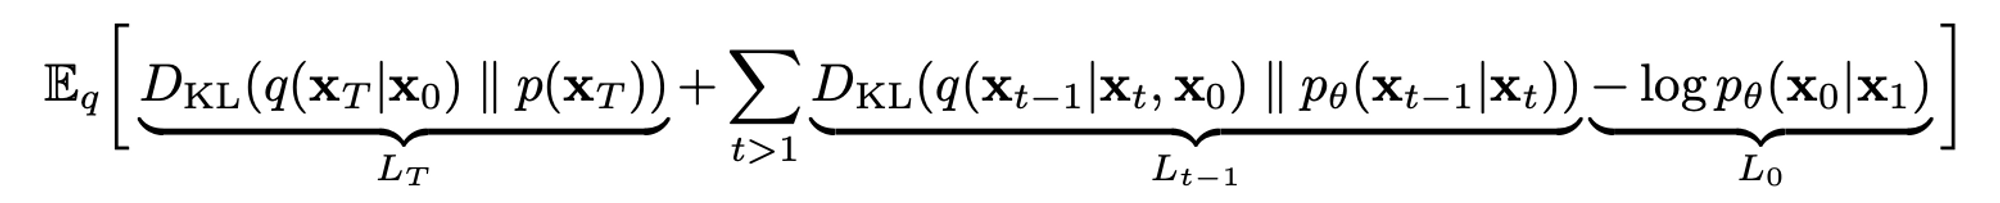 𝔼_q [ D_KL(q(𝐱_T|𝐱_0) ∥ p(𝐱_T)) + ∑_{t>1} D_KL(q(𝐱_{t−1}|𝐱_t, 𝐱_0) ∥ p_θ(𝐱_{t−1}|𝐱_t)) − log p_θ(𝐱_0|𝐱_1) ]
L_T L_{t−1} L_0